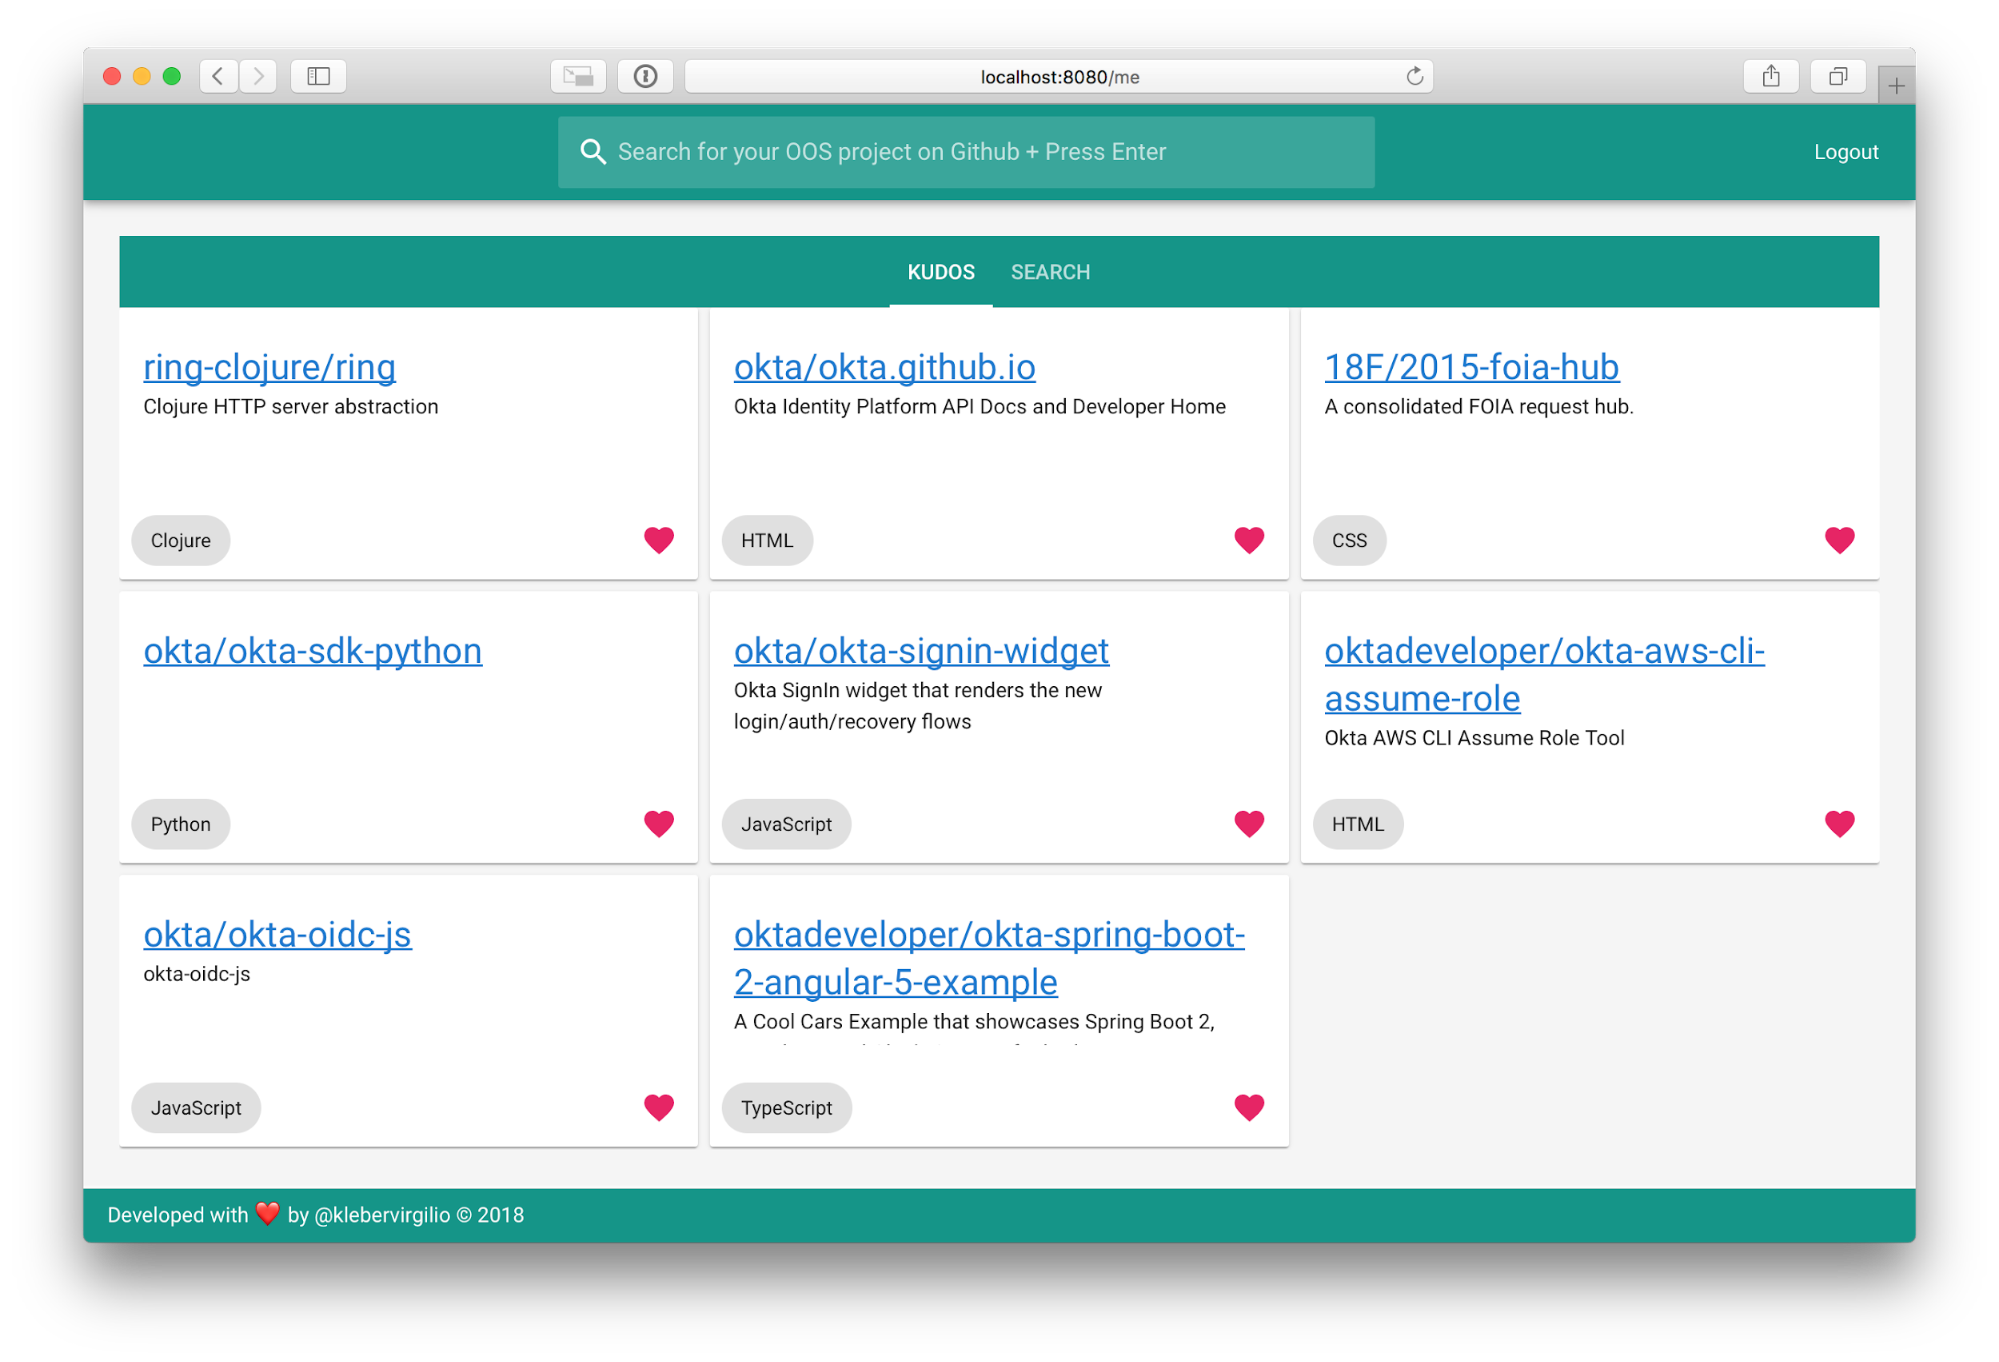 localhost:8080/me
Search for your OOS project on Github + Press Enter
Logout
KUDOS
SEARCH
ring-clojure/ring
Clojure HTTP server abstraction
Clojure
okta/okta.github.io
Okta Identity Platform API Docs and Developer Home
HTML
18F/2015-foia-hub
A consolidated FOIA request hub.
CSS
okta/okta-sdk-python
Python
okta/okta-signin-widget
Okta SignIn widget that renders the new
login/auth/recovery flows
JavaScript
oktadeveloper/okta-aws-cli-
assume-role
Okta AWS CLI Assume Role Tool
HTML
okta/okta-oidc-js
okta-oidc-js
JavaScript
oktadeveloper/okta-spring-boot-
2-angular-5-example
A Cool Cars Example that showcases Spring Boot 2,
TypeScript
Developed with ❤️ by @klebervirgilio © 2018